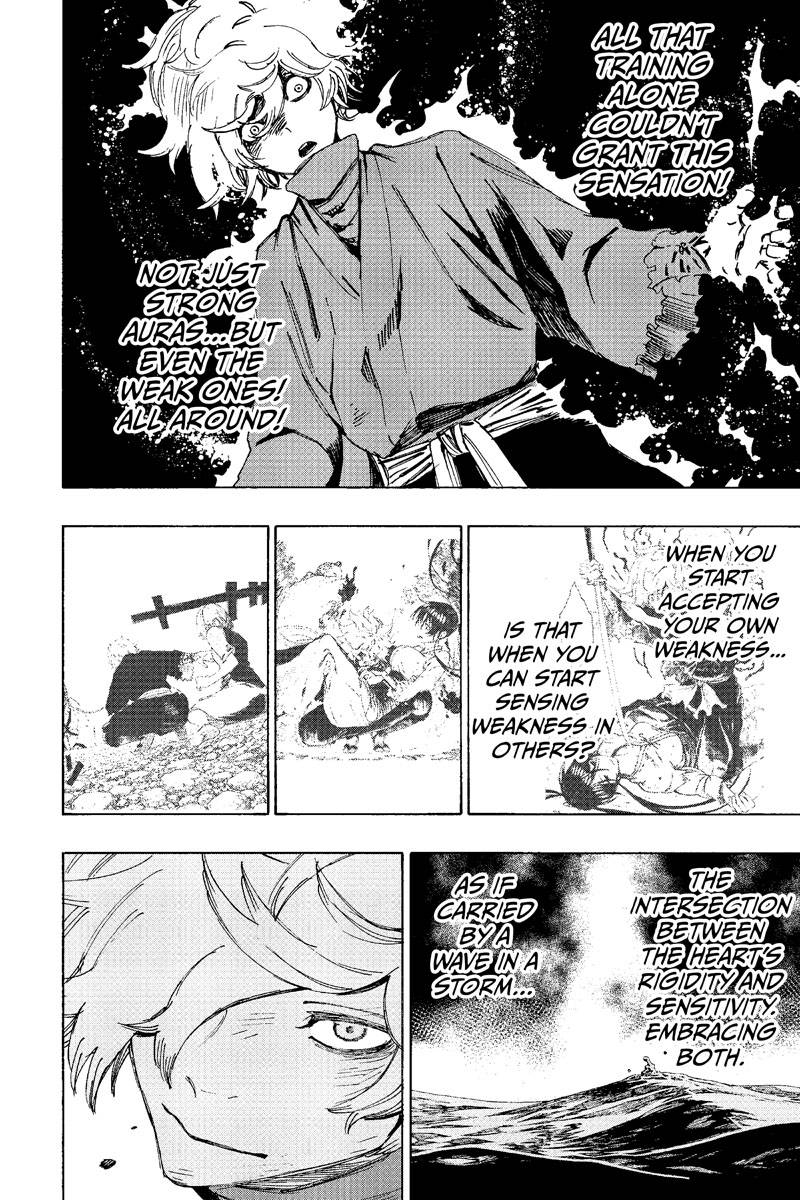 ALL THAT
TRAINING
ALONE
COULDN'T
GRANT THIS
SENSATION!
NOT JUST
STRONG
AURAS...BUT
EVEN THE
WEAK ONES!
ALL AROUND!
WHEN YOU
START
ACCEPTING
YOUR OWN
WEAKNESS...
IS THAT
WHEN YOU
CAN START
SENSING
WEAKNESS IN
OTHERS?
THE
INTERSECTION
BETWEEN
THE HEART'S
RIGIDITY AND
SENSITIVITY.
EMBRACING
BOTH.
AS IF
CARRIED
BY A
WAVE IN A
STORM...